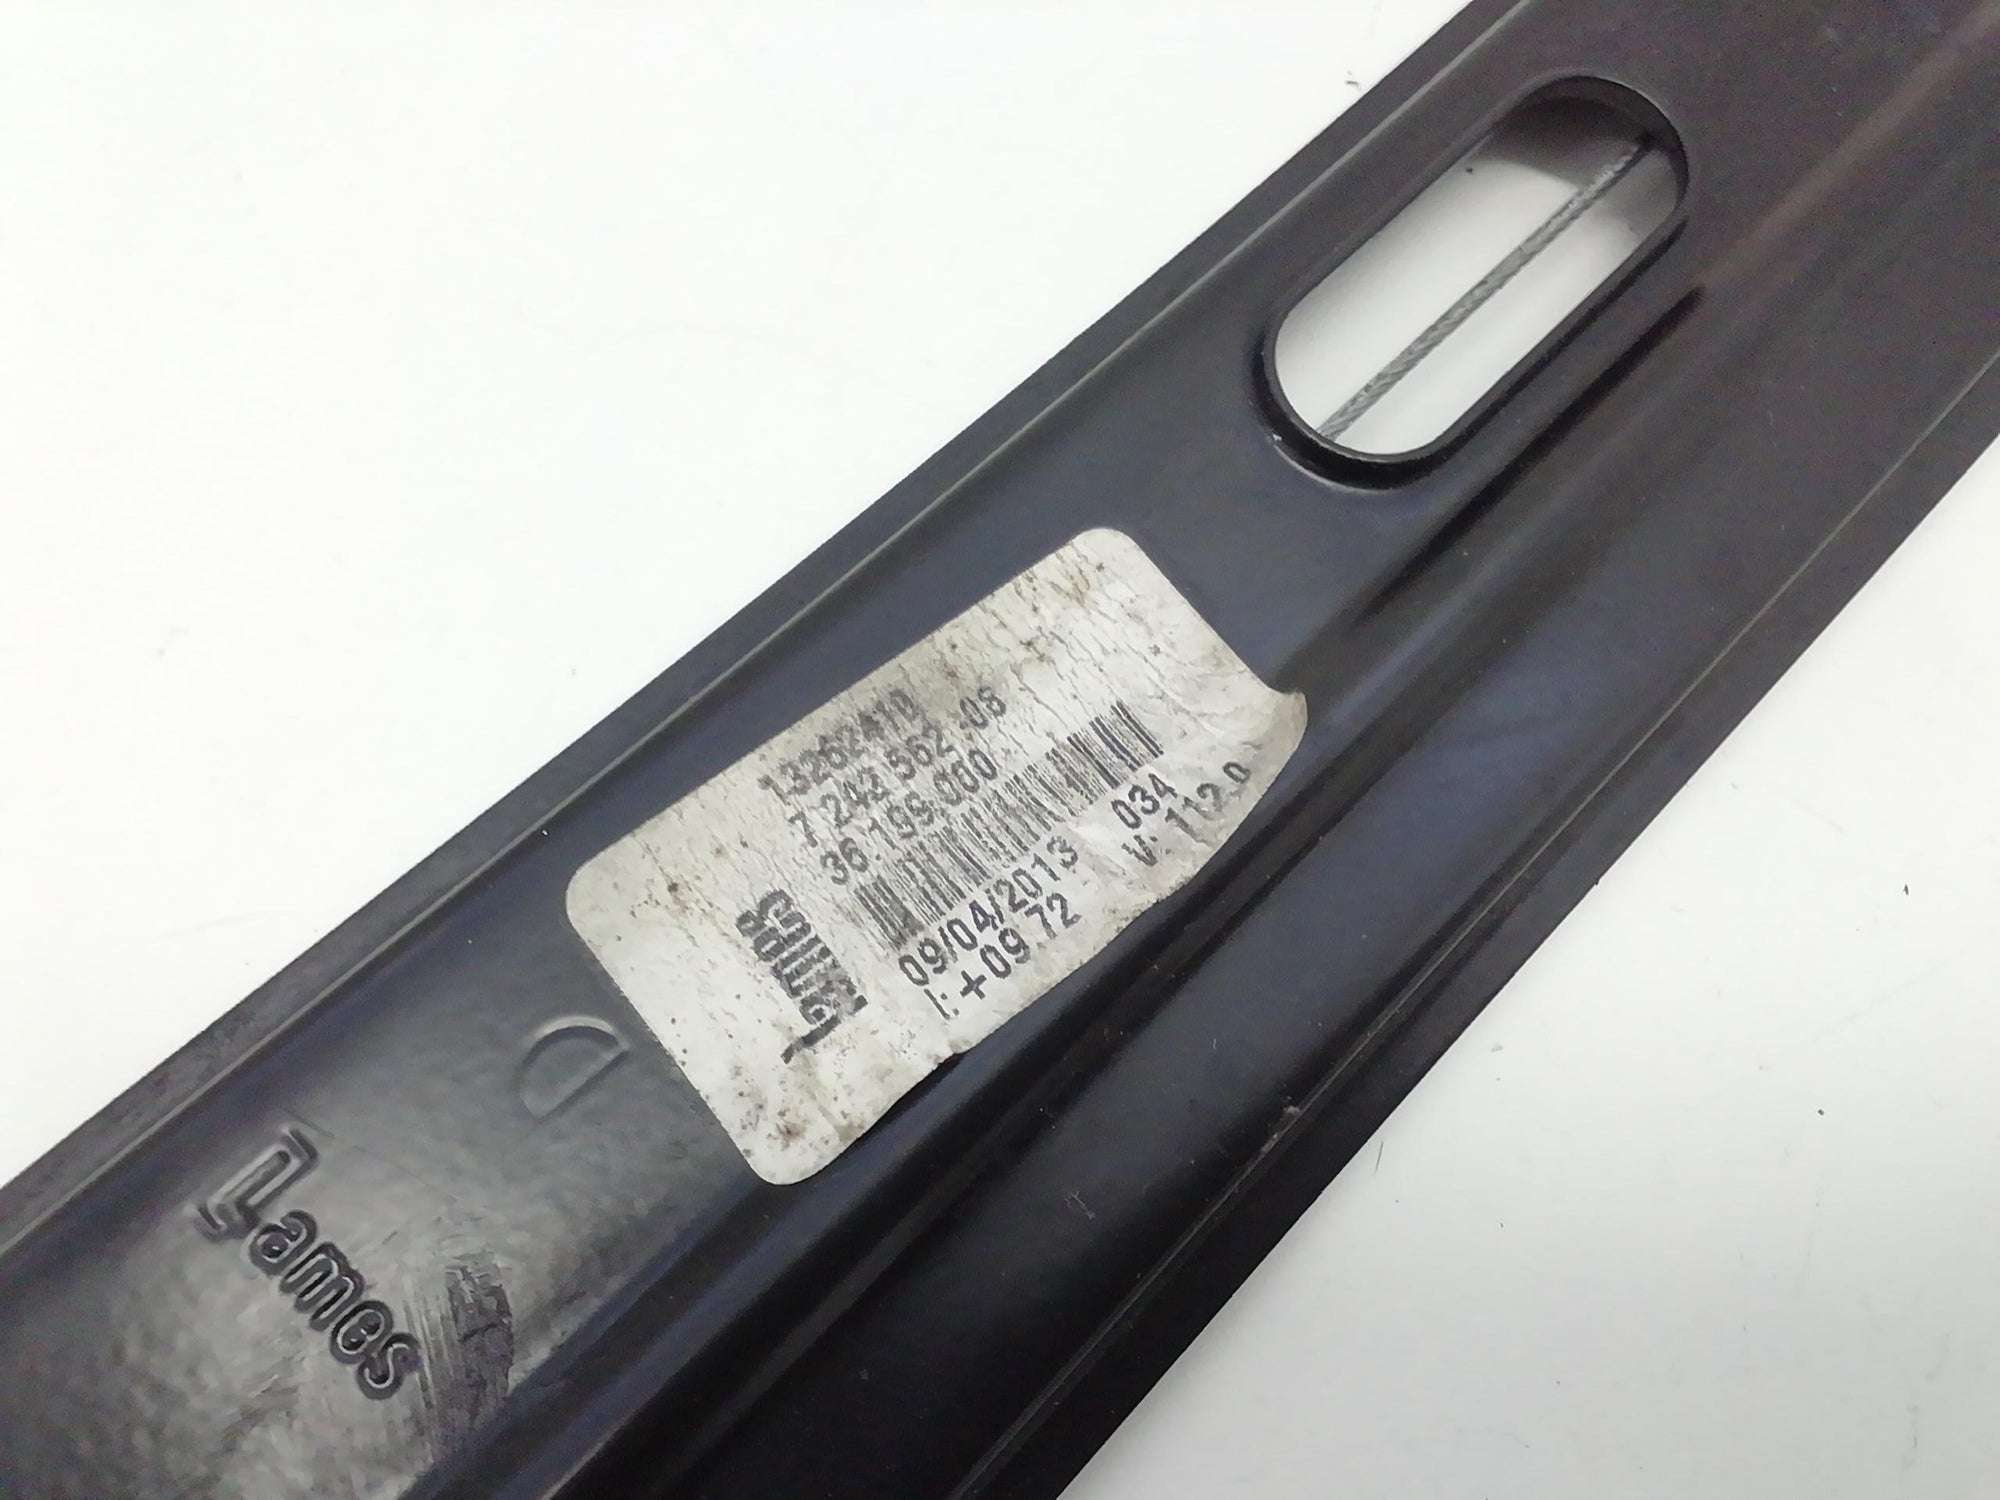 13262410
7 242 562 .08
36.199.000
034
09/04/2013
V: 112.0
I: +09 72
Lames
D
Lames